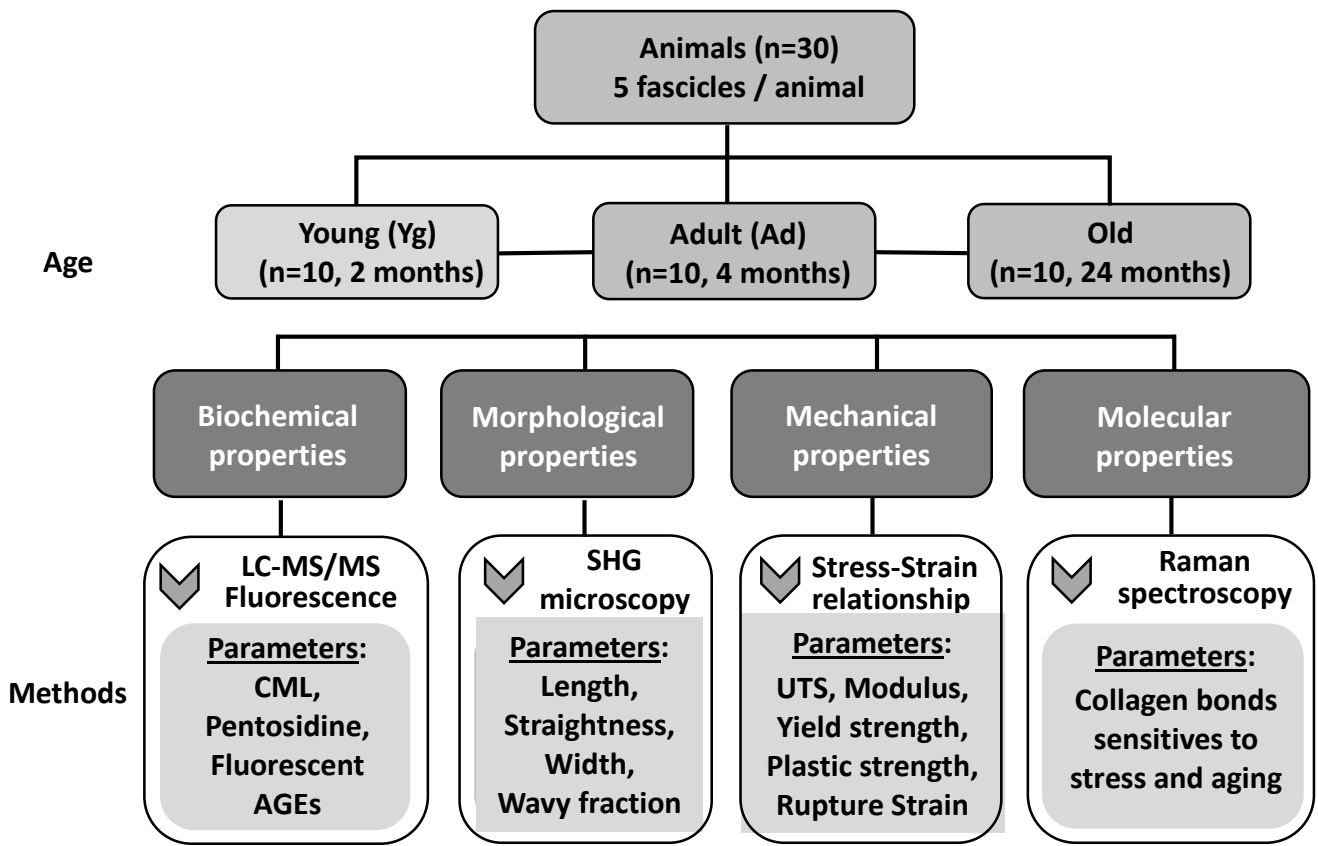 Animals (n=30)
5 fascicles / animal
Age
Young (Yg)
(n=10, 2 months)
Adult (Ad)
(n=10, 4 months)
Old
(n=10, 24 months)
Biochemical
properties
Morphological
properties
Mechanical
properties
Molecular
properties
Methods
LC-MS/MS
Fluorescence
Parameters:
CML,
Pentosidine,
Fluorescent
AGEs
SHG
microscopy
Parameters:
Length,
Straightness,
Width,
Wavy fraction
Stress-Strain
relationship
Parameters:
UTS, Modulus,
Yield strength,
Plastic strength,
Rupture Strain
Raman
spectroscopy
Parameters:
Collagen bonds
sensitives to
stress and aging